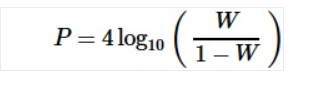 P = 4 log₁₀ ( W / (1 − W) )